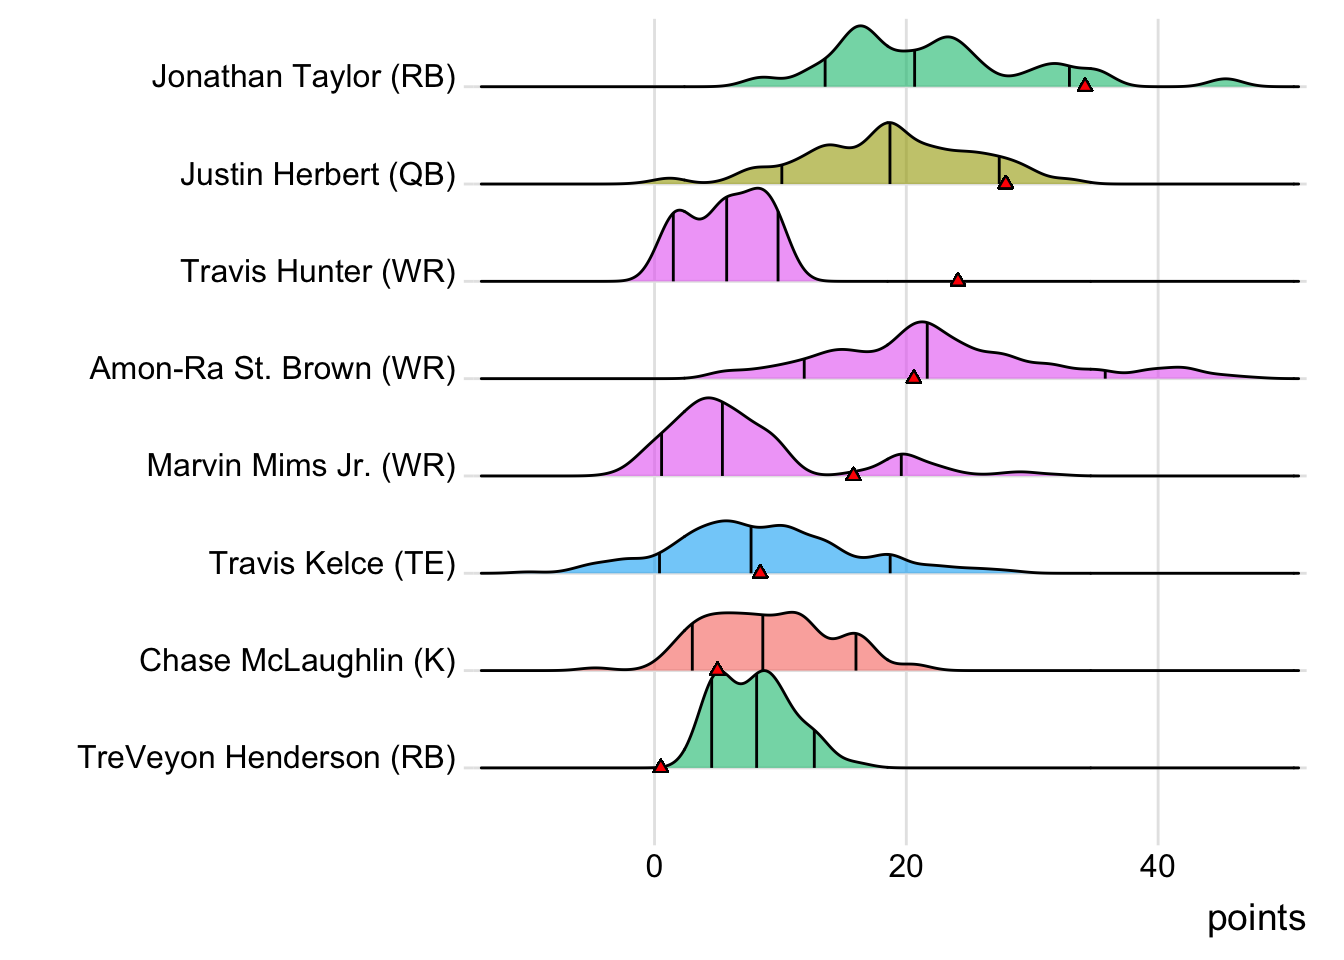 Jonathan Taylor (RB)
Justin Herbert (QB)
Travis Hunter (WR)
Amon-Ra St. Brown (WR)
Marvin Mims Jr. (WR)
Travis Kelce (TE)
Chase McLaughlin (K)
TreVeyon Henderson (RB)
0 20 40
points